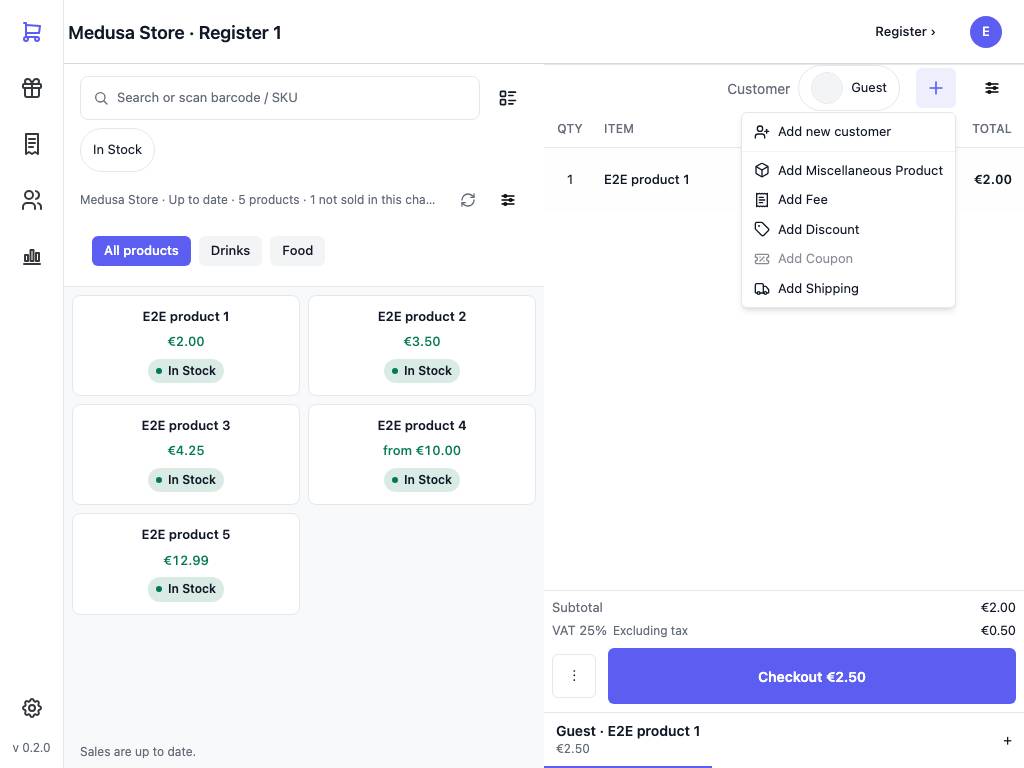 Medusa Store · Register 1
Register ›
E
Search or scan barcode / SKU
In Stock
Medusa Store · Up to date · 5 products · 1 not sold in this cha...
All products
Drinks
Food
E2E product 1
€2.00
In Stock
E2E product 2
€3.50
In Stock
E2E product 3
€4.25
In Stock
E2E product 4
from €10.00
In Stock
E2E product 5
€12.99
In Stock
Sales are up to date.
v 0.2.0
Customer
Guest
QTY ITEM TOTAL
1 E2E product 1 €2.00
Add new customer
Add Miscellaneous Product
Add Fee
Add Discount
Add Coupon
Add Shipping
Subtotal €2.00
VAT 25% Excluding tax €0.50
Checkout €2.50
Guest · E2E product 1
€2.50
+